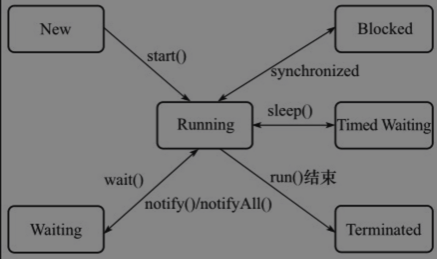 New
Blocked
start()
synchronized
Running
sleep()
Timed Waiting
wait()
run()结束
notify()/notifyAll()
Waiting
Terminated